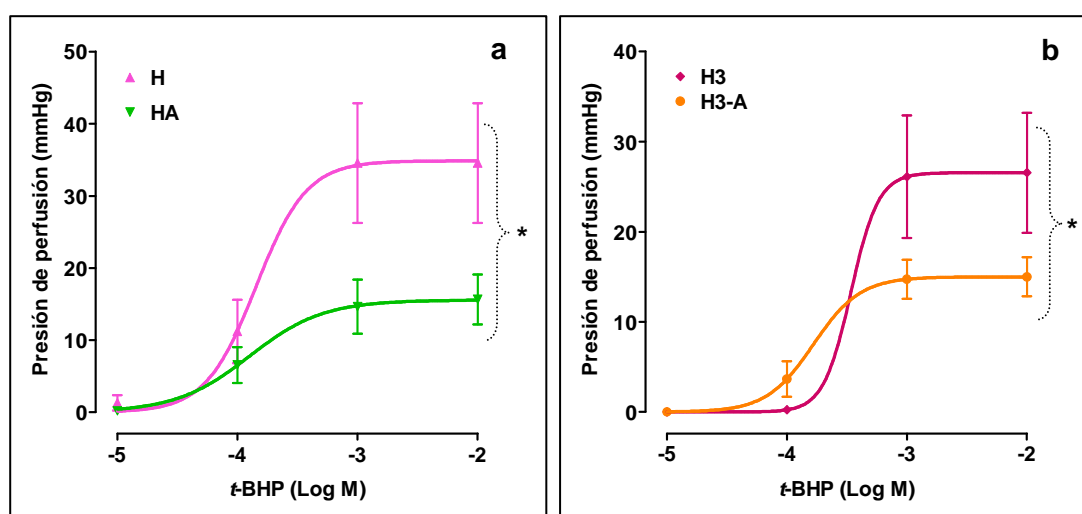 a
H
HA
Presión de perfusión (mmHg)
50
40
30
20
10
0
*
-5 -4 -3 -2
t-BHP (Log M)
b
H3
H3-A
Presión de perfusión (mmHg)
40
30
20
10
0
*
-5 -4 -3 -2
t-BHP (Log M)